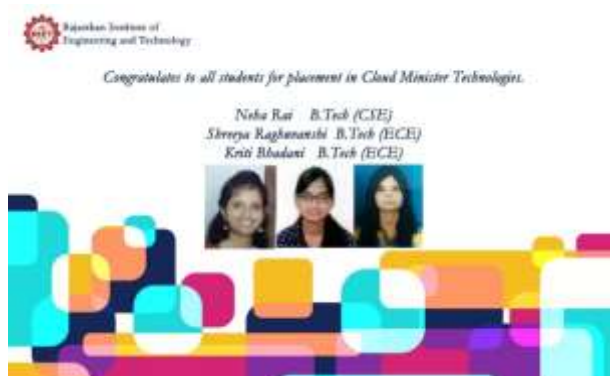 Rajasthan Institute of
Engineering and Technology
Congratulates to all students for placement in Cloud Minister Technologies.
Neha Rai B.Tech (CSE)
Shreeya Raghuvanshi B.Tech (ECE)
Kriti Bhadani B.Tech (ECE)